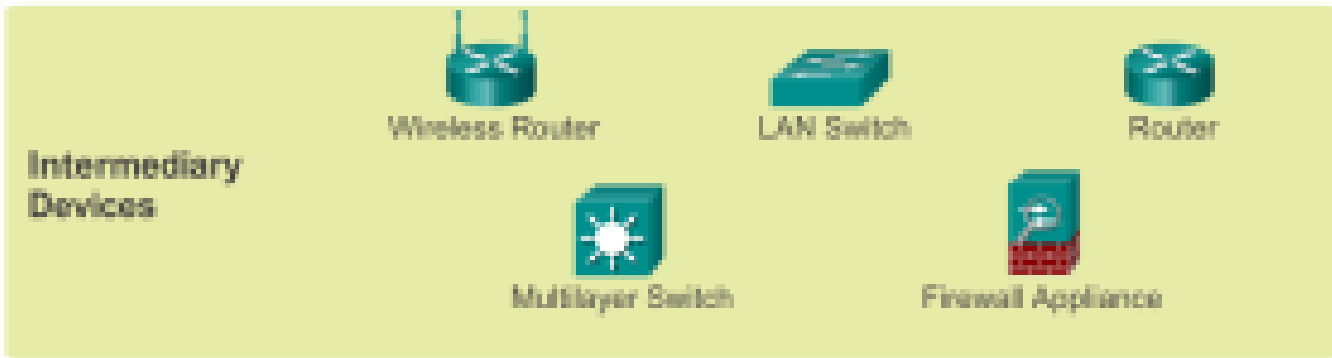 Wireless Router
LAN Switch
Router
Intermediary
Devices
Multilayer Switch
Firewall Appliance